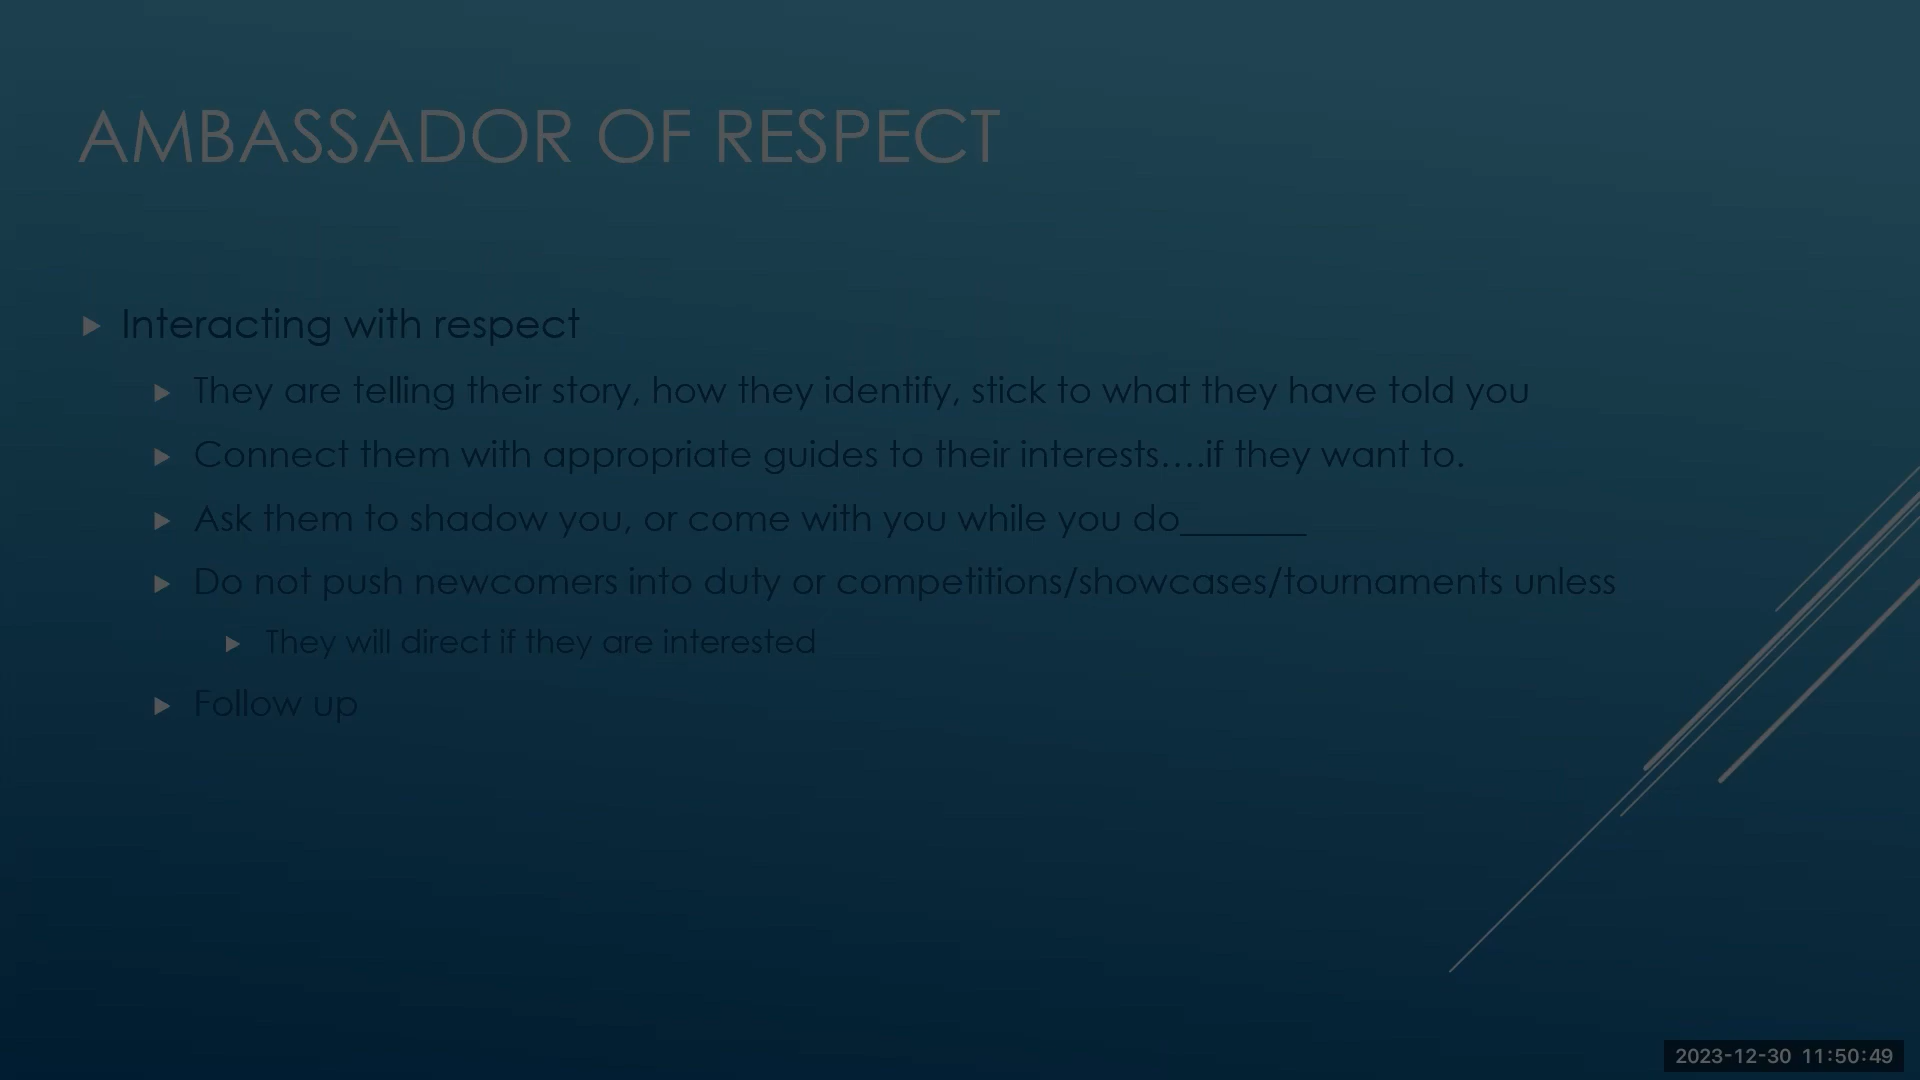 AMBASSADOR OF RESPECT
Interacting with respect
They are telling their story, how they identify, stick to what they have told you
Connect them with appropriate guides to their interests….if they want to.
Ask them to shadow you, or come with you while you do_______
Do not push newcomers into duty or competitions/showcases/tournaments unless
They will direct if they are interested
Follow up
2023-12-30 11:50:49